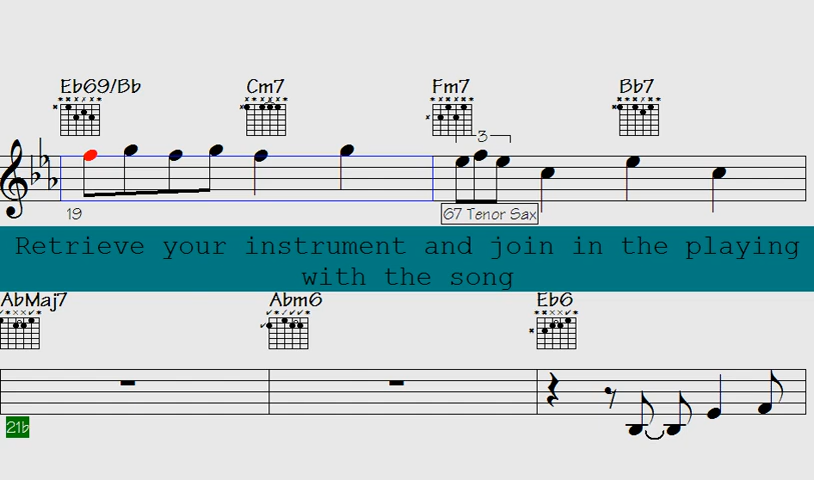 Eb69/Bb Cm7 Fm7 Bb7
3
19 67 Tenor Sax
Retrieve your instrument and join in the playing
with the song
AbMaj7 Abm6 Eb6
21b